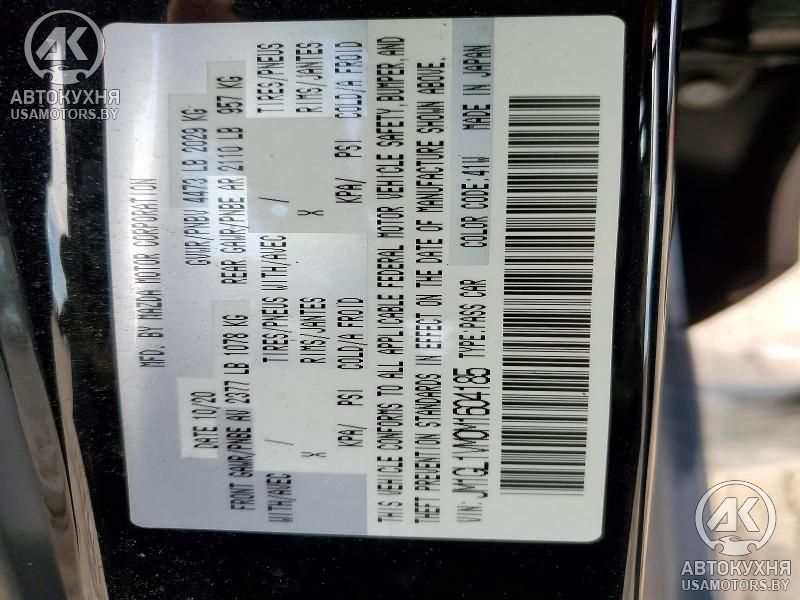 MFD. BY MAZDA MOTOR CORPORATION
DATE 10/20 GVWR/PNBV 4473 LB 2029 KG
FRONT GAWR/PNBE AV 2377 LB 1078 KG REAR GAWR/PNBE AR 2110 LB 957 KG
WITH/AVEC / TIRES/PNEUS WITH/AVEC / TIRES/PNEUS
X RIMS/JANTES X RIMS/JANTES
KPA/ PSI COLD/A FROID KPA/ PSI COLD/A FROID
THIS VEHICLE CONFORMS TO ALL APPLICABLE FEDERAL MOTOR VEHICLE SAFETY,BUMPER,AND
THEFT PREVENTION STANDARDS IN EFFECT ON THE DATE OF MANUFACTURE SHOWN ABOVE.
VIN: JM1GL1VY0M1604185 TYPE:PASS CAR COLOR CODE:41W MADE IN JAPAN
АК
АВТОКУХНЯ
USAMOTORS.BY
АК
АВТОКУХНЯ
USAMOTORS.BY